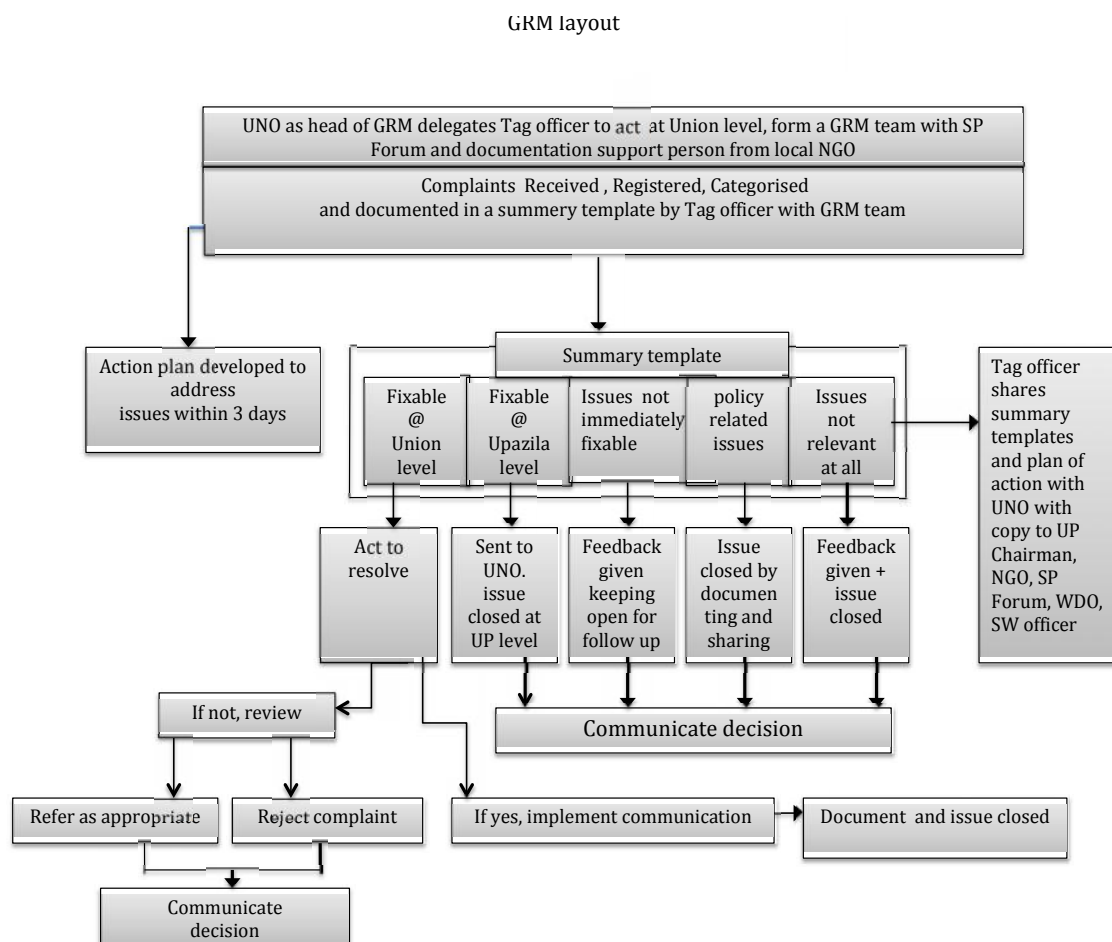 GRM layout
UNO as head of GRM delegates Tag officer to act at Union level, form a GRM team with SP
Forum and documentation support person from local NGO
Complaints Received , Registered, Categorised
and documented in a summery template by Tag officer with GRM team
Action plan developed to
address
issues within 3 days
Summary template
Fixable
@
Union
level
Fixable
@
Upazila
level
Issues not
immediately
fixable
policy
related
issues
Issues
not
relevant
at all
Tag officer
shares
summary
templates
and plan of
action with
UNO with
copy to UP
Chairman,
NGO, SP
Forum, WDO,
SW officer
Act to
resolve
Sent to
UNO.
issue
closed at
UP level
Feedback
given
keeping
open for
follow up
Issue
closed by
documen
ting and
sharing
Feedback
given +
issue
closed
If not, review
Communicate decision
Refer as appropriate
Reject complaint
If yes, implement communication
Document and issue closed
Communicate
decision